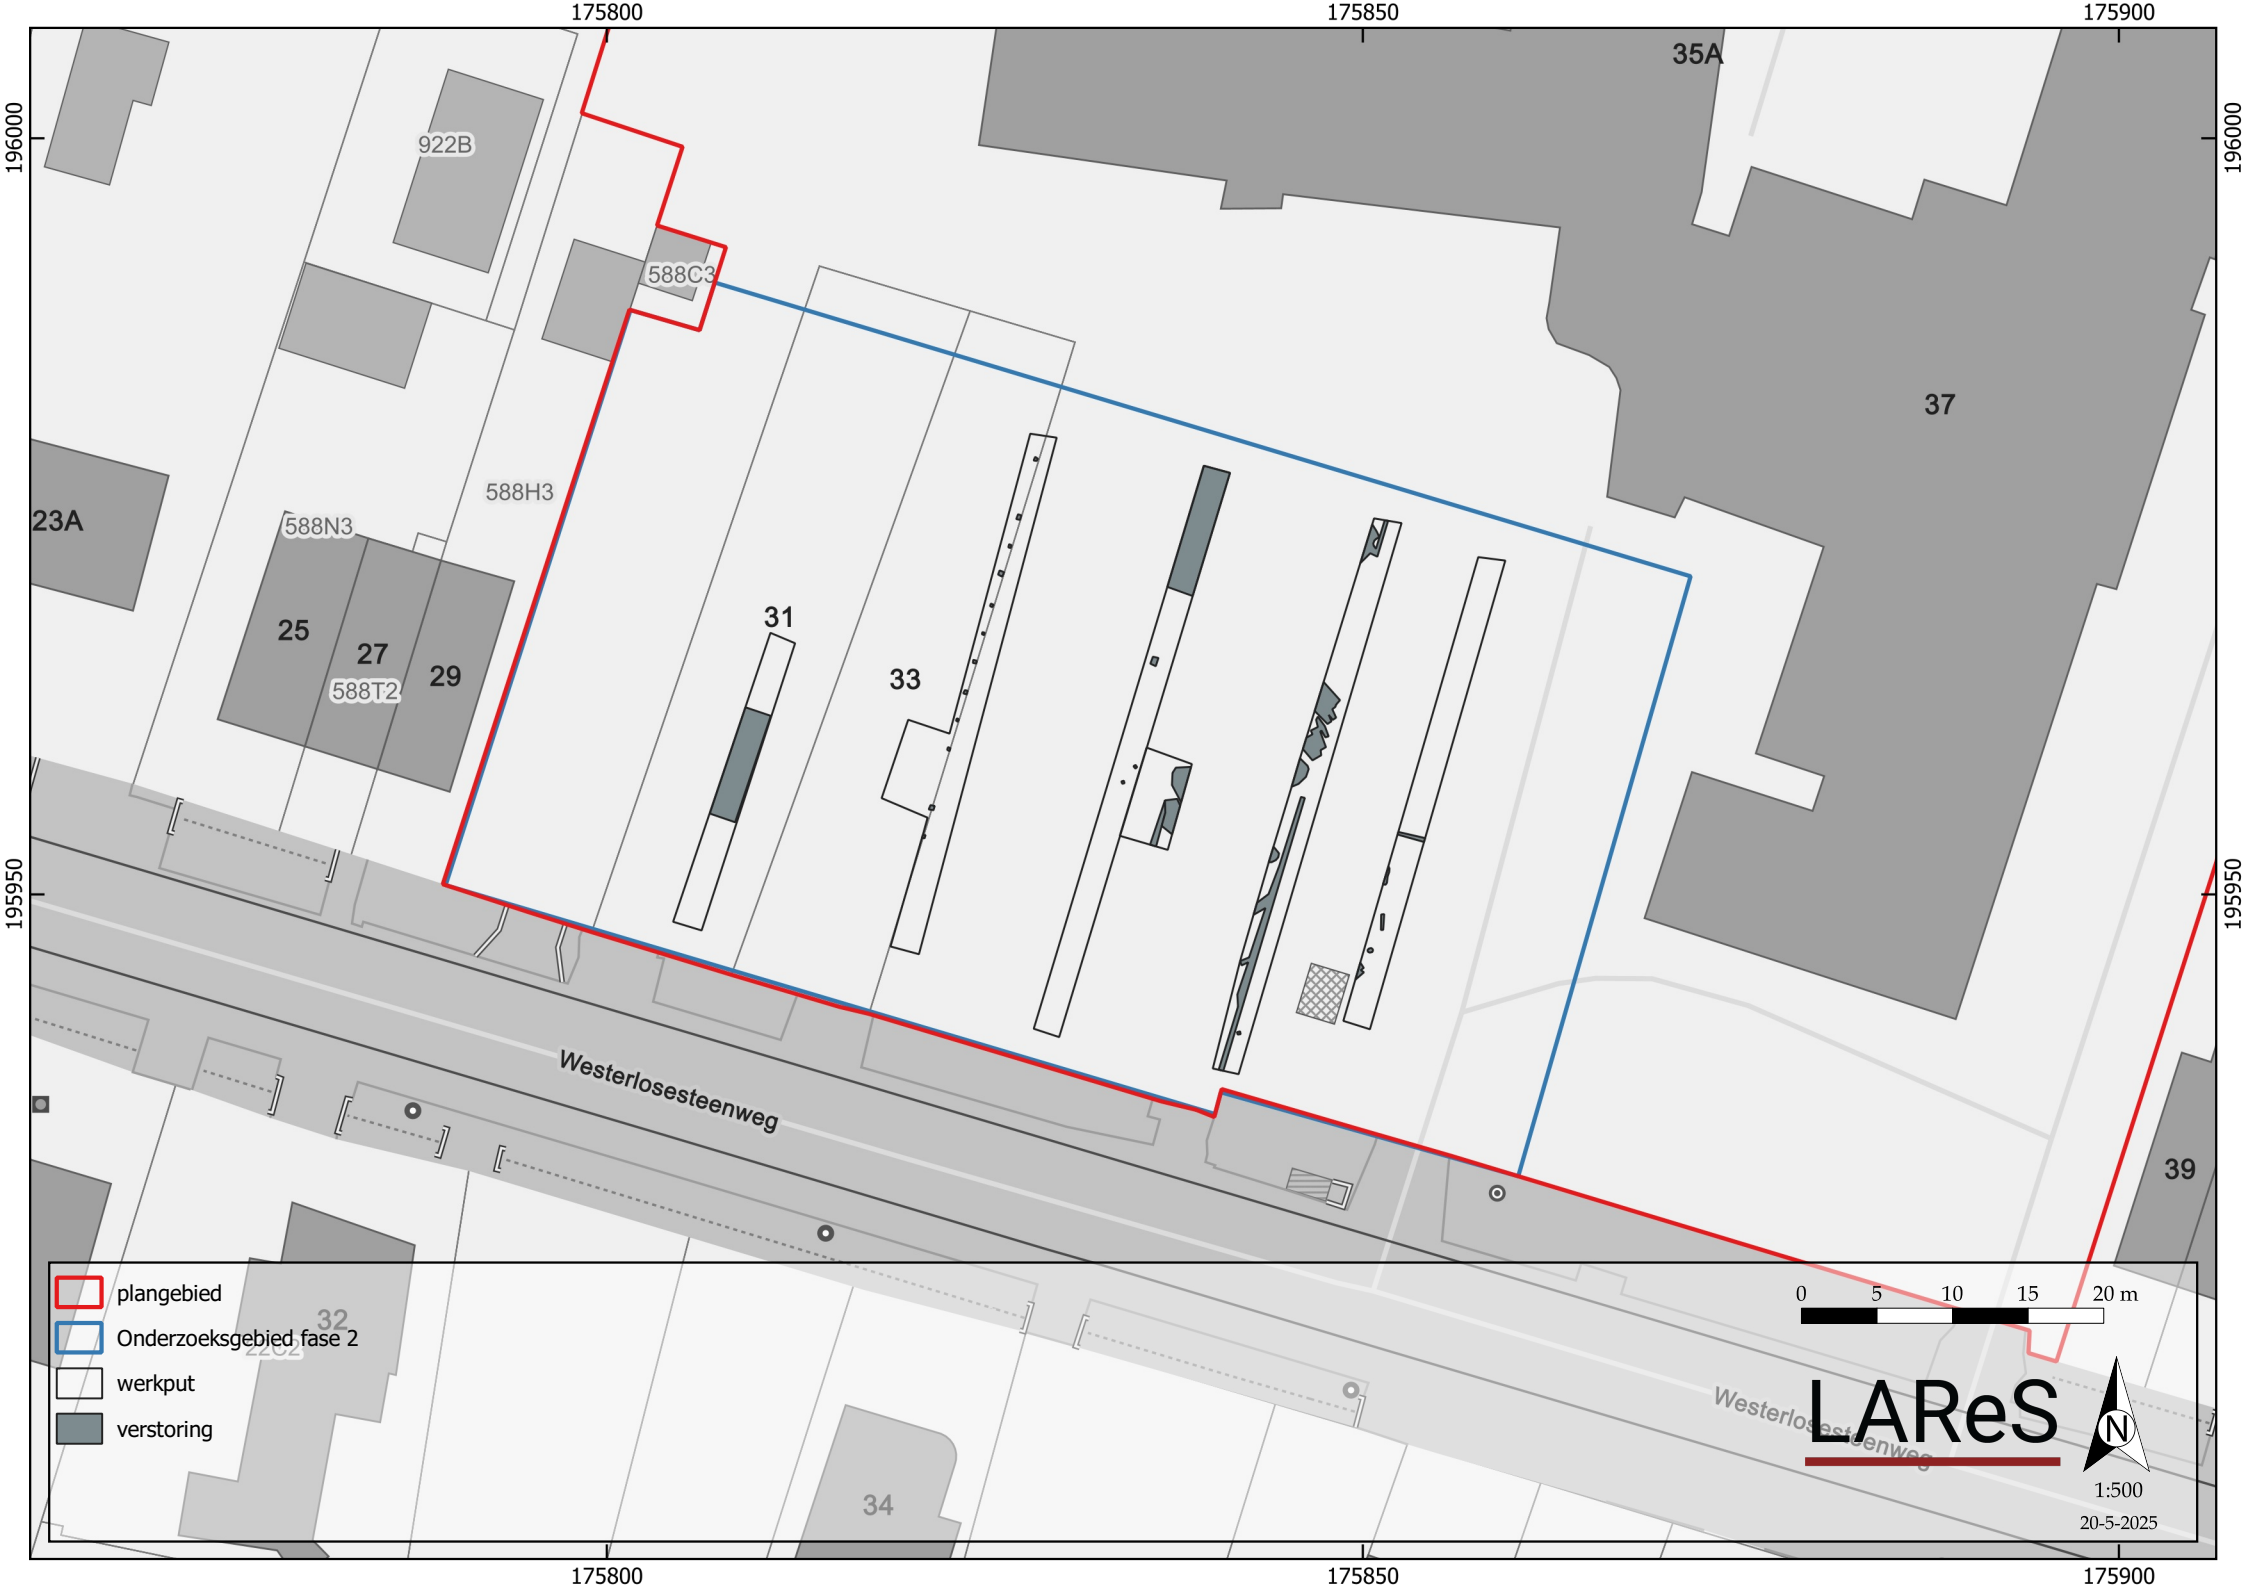 175800
175850
175900
196000
196000
35A
922B
588C3
37
588H3
23A
588N3
25
27
29
588T2
31
33
195950
195950
Westerlosesteenweg
39
plangebied
Onderzoeksgebied fase 2
werkput
verstoring
32
22C2
34
0 5 10 15 20 m
Westerlosesteenweg
LAReS
N
1:500
20-5-2025
175800
175850
175900